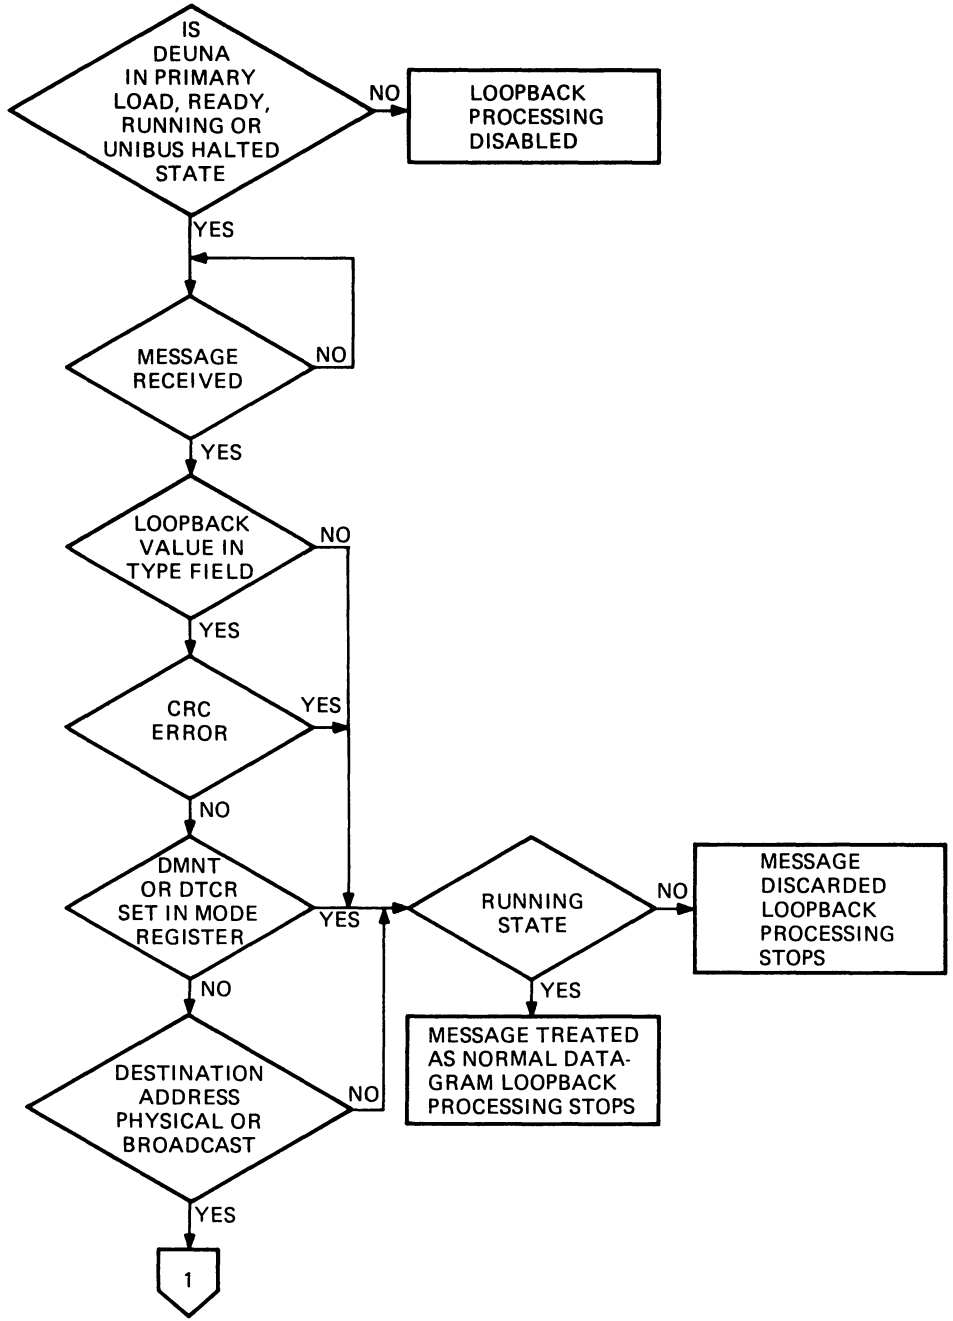 IS
DEUNA
IN PRIMARY
LOAD, READY,
RUNNING OR
UNIBUS HALTED
STATE
NO
LOOPBACK
PROCESSING
DISABLED
YES
MESSAGE
RECEIVED
NO
YES
LOOPBACK
VALUE IN
TYPE FIELD
NO
YES
CRC
ERROR
YES
NO
DMNT
OR DTCR
SET IN MODE
REGISTER
YES
RUNNING
STATE
NO
MESSAGE
DISCARDED
LOOPBACK
PROCESSING
STOPS
YES
MESSAGE TREATED
AS NORMAL DATA-
GRAM LOOPBACK
PROCESSING STOPS
NO
DESTINATION
ADDRESS
PHYSICAL OR
BROADCAST
NO
YES
1